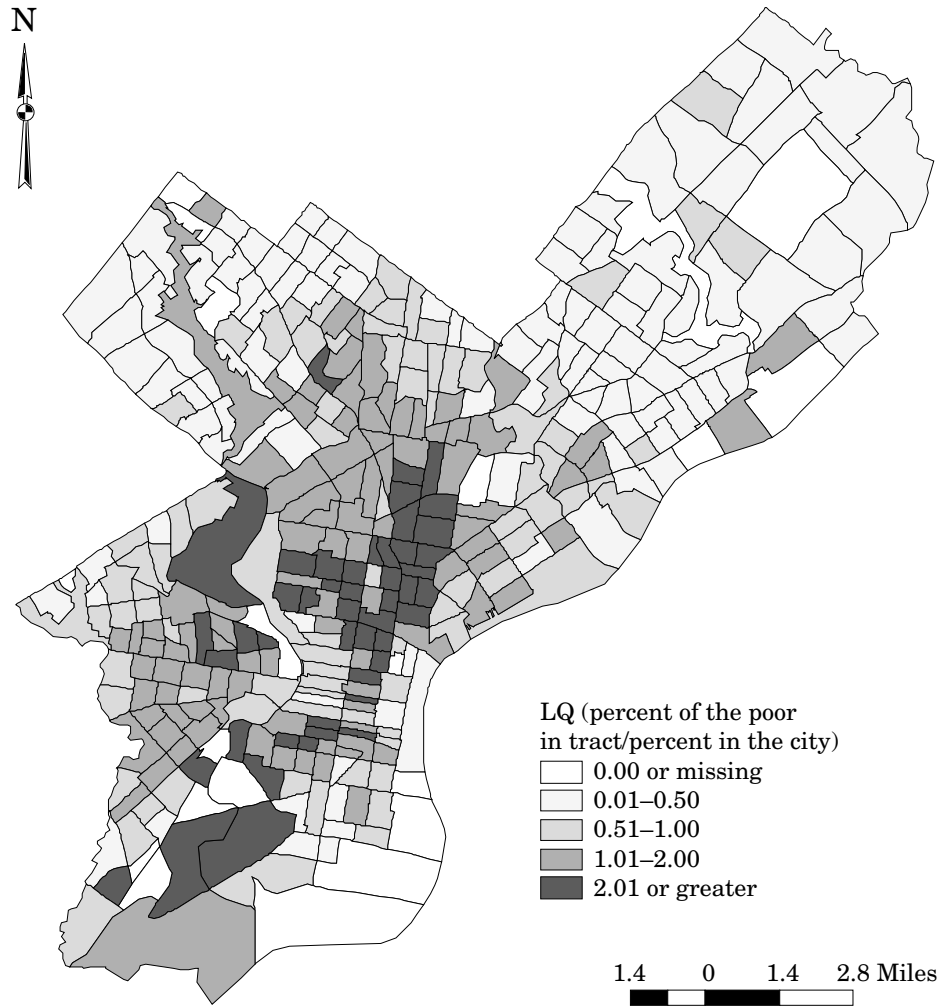 N
LQ (percent of the poor
in tract/percent in the city)
0.00 or missing
0.01–0.50
0.51–1.00
1.01–2.00
2.01 or greater
1.4 0 1.4 2.8 Miles